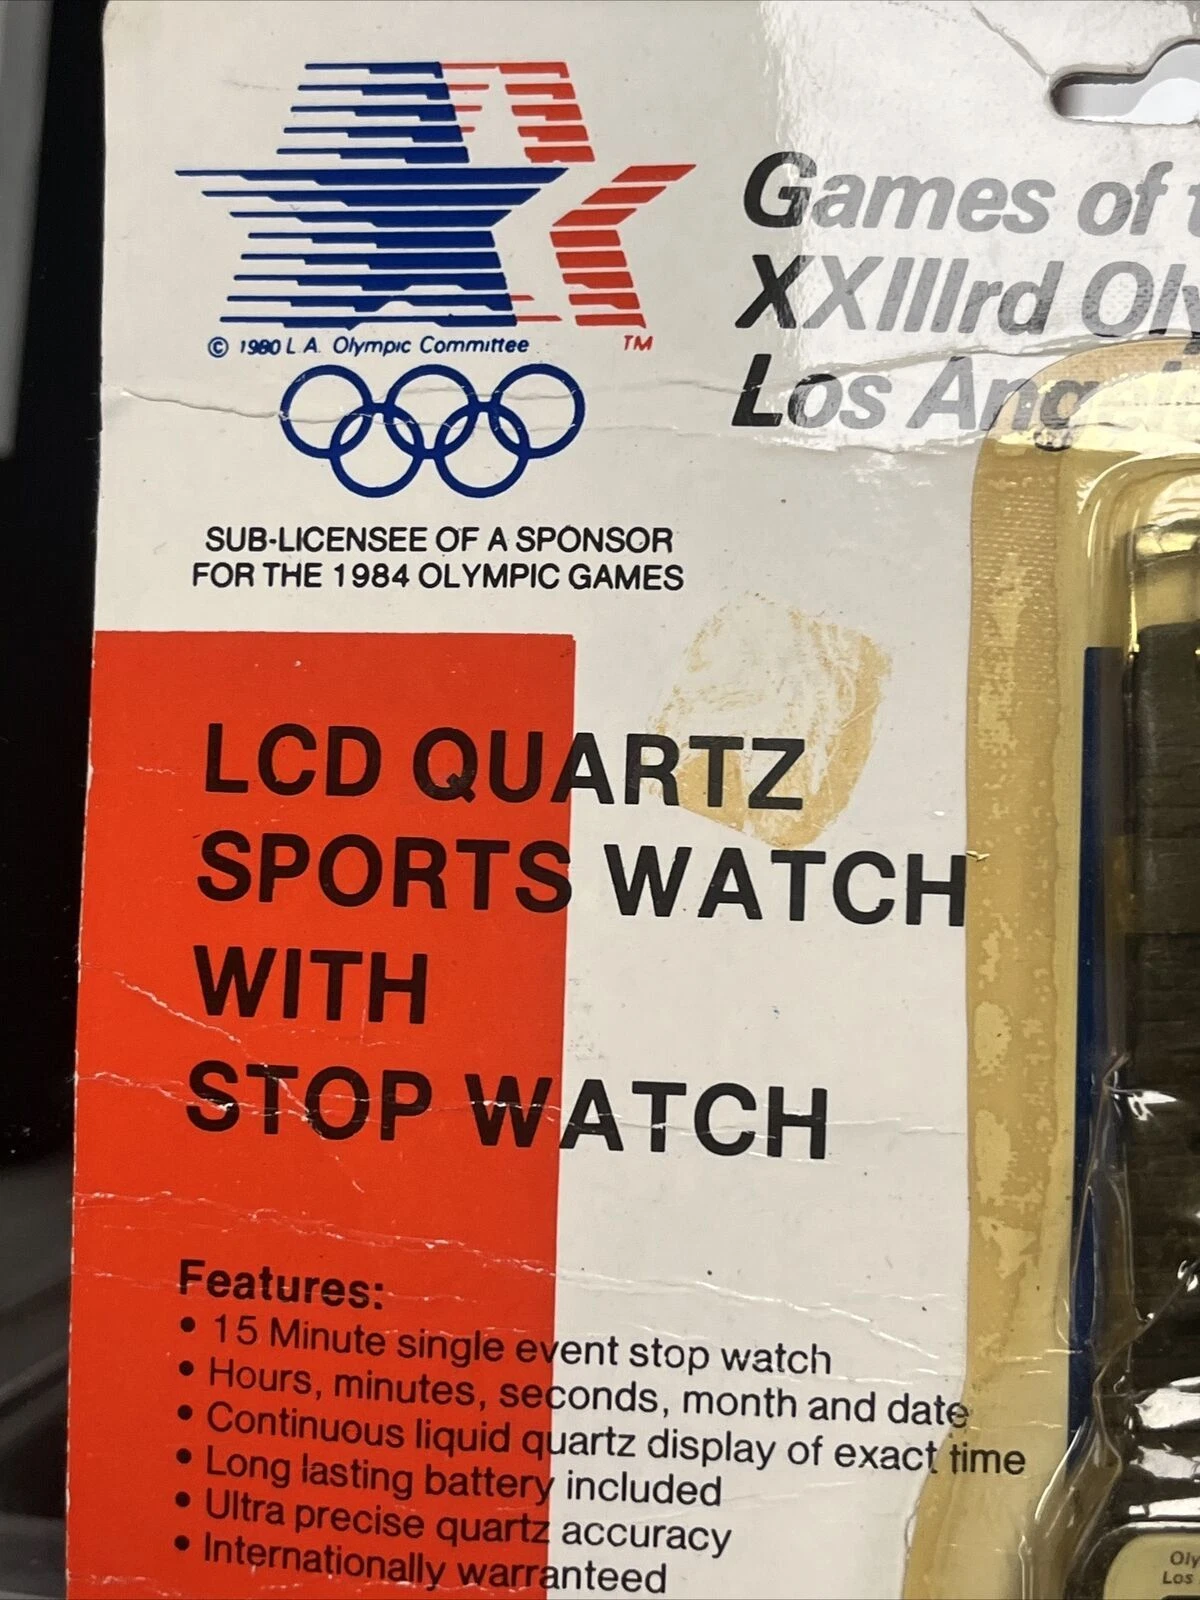 Games of
XXIIIrd
Los
© 1980 L.A. Olympic Committee TM
SUB-LICENSEE OF A SPONSOR
FOR THE 1984 OLYMPIC GAMES
LCD QUARTZ
SPORTS WATCH
WITH
STOP WATCH
Features:
• 15 Minute single event stop watch
• Hours, minutes, seconds, month and date
• Continuous liquid quartz display of exact time
• Long lasting battery included
• Ultra precise quartz accuracy
• Internationally warranteed
Los